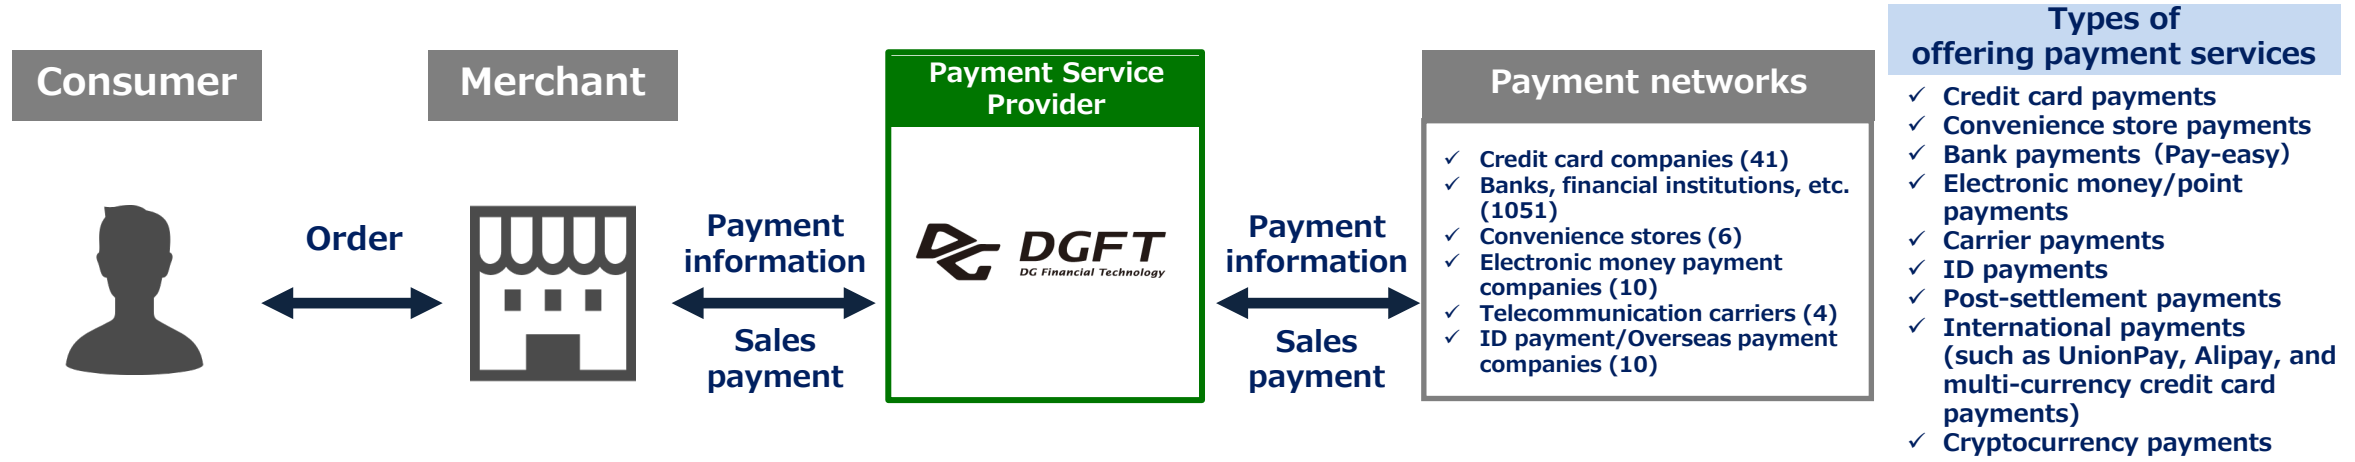 Consumer
Order
Merchant
Payment
information
Sales
payment
Payment Service
Provider
DGFT
DG Financial Technology
Payment
information
Sales
payment
Payment networks
✓ Credit card companies (41)
✓ Banks, financial institutions, etc.
(1051)
✓ Convenience stores (6)
✓ Electronic money payment
companies (10)
✓ Telecommunication carriers (4)
✓ ID payment/Overseas payment
companies (10)
Types of
offering payment services
✓ Credit card payments
✓ Convenience store payments
✓ Bank payments（Pay-easy）
✓ Electronic money/point
payments
✓ Carrier payments
✓ ID payments
✓ Post-settlement payments
✓ International payments
(such as UnionPay, Alipay, and
multi-currency credit card
payments)
✓ Cryptocurrency payments